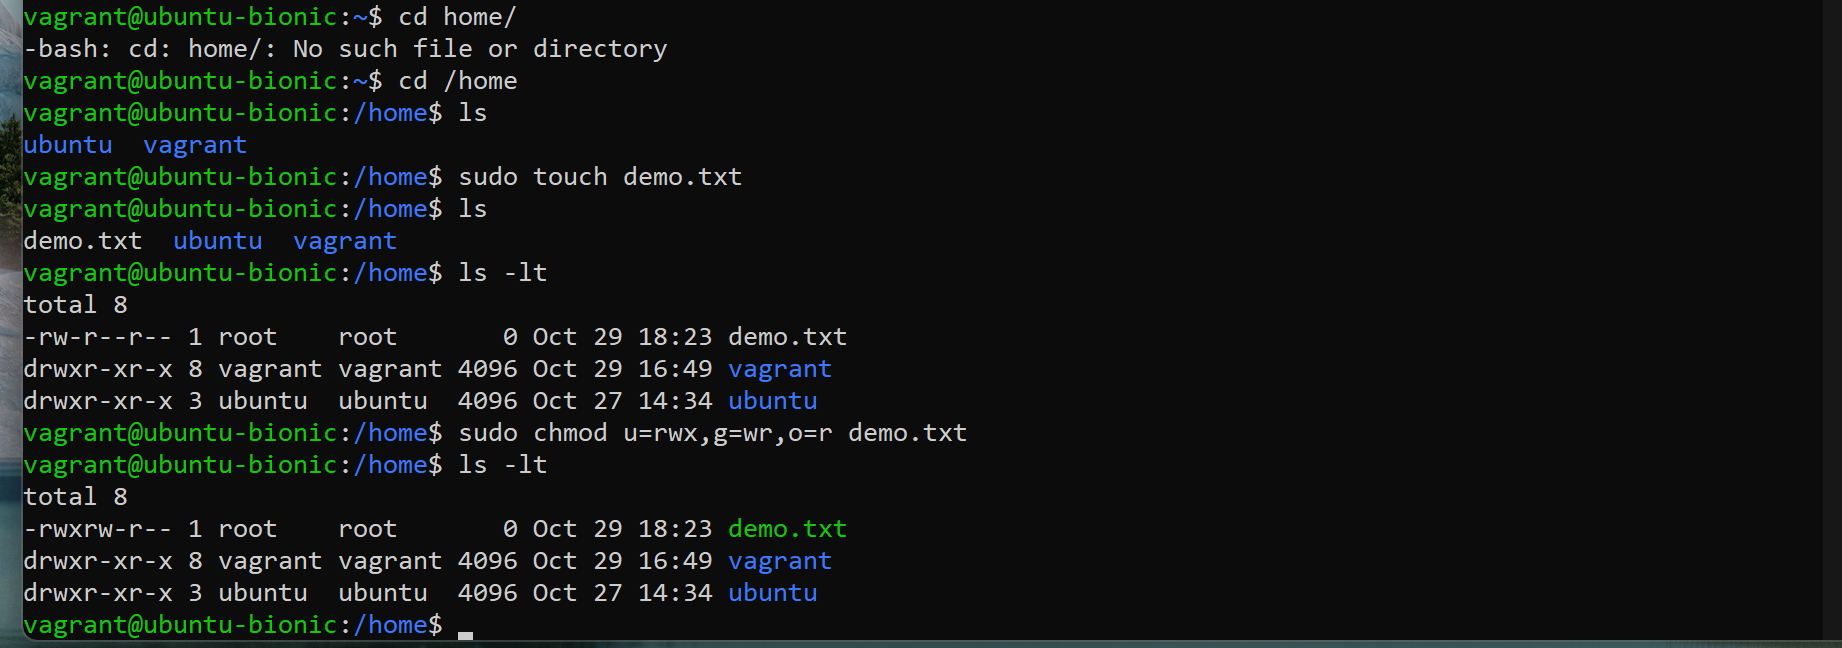 vagrant@ubuntu-bionic:~$ cd home/
-bash: cd: home/: No such file or directory
vagrant@ubuntu-bionic:~$ cd /home
vagrant@ubuntu-bionic:/home$ ls
ubuntu  vagrant
vagrant@ubuntu-bionic:/home$ sudo touch demo.txt
vagrant@ubuntu-bionic:/home$ ls
demo.txt  ubuntu  vagrant
vagrant@ubuntu-bionic:/home$ ls -lt
total 8
-rw-r--r-- 1 root    root       0 Oct 29 18:23 demo.txt
drwxr-xr-x 8 vagrant vagrant 4096 Oct 29 16:49 vagrant
drwxr-xr-x 3 ubuntu  ubuntu  4096 Oct 27 14:34 ubuntu
vagrant@ubuntu-bionic:/home$ sudo chmod u=rwx,g=wr,o=r demo.txt
vagrant@ubuntu-bionic:/home$ ls -lt
total 8
-rwxrw-r-- 1 root    root       0 Oct 29 18:23 demo.txt
drwxr-xr-x 8 vagrant vagrant 4096 Oct 29 16:49 vagrant
drwxr-xr-x 3 ubuntu  ubuntu  4096 Oct 27 14:34 ubuntu
vagrant@ubuntu-bionic:/home$